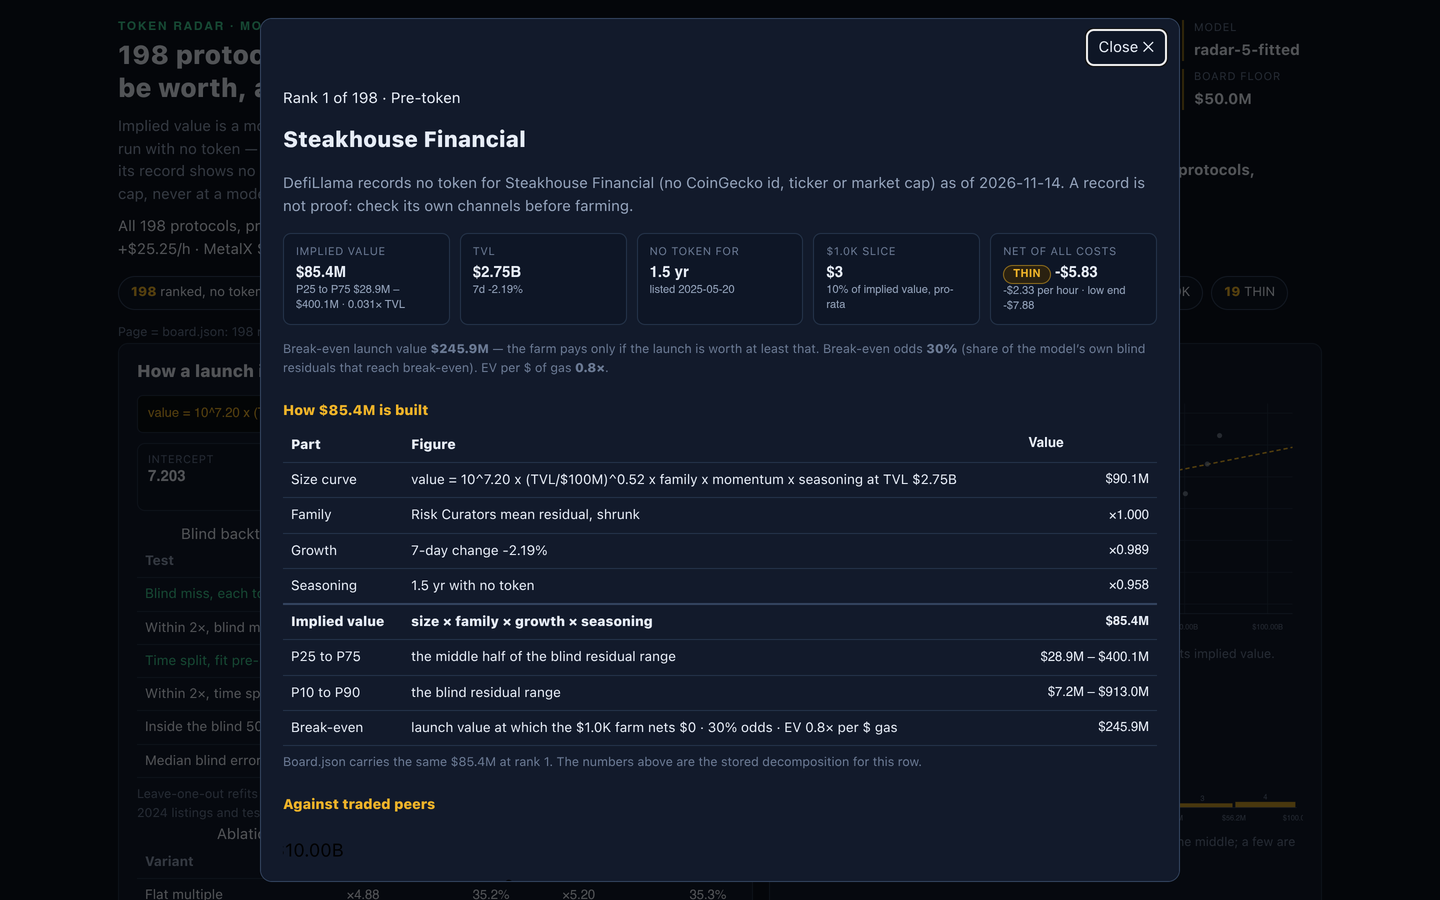 TOKEN RADAR · MO
198 protoc
be worth, a
Implied value is a mo
run with no token —
its record shows no
cap, never at a mode
All 198 protocols, pr
+$25.25/h · MetalX S
198 ranked, no token
Page = board.json: 198 r
How a launch i
value = 10^7.20 x (T
INTERCEPT
7.203
Blind backt
Test
Blind miss, each to
Within 2×, blind m
Time split, fit pre-
Within 2×, time sp
Inside the blind 50
Median blind error
Leave-one-out refits
2024 listings and tes
Ablatio
Variant
Flat multiple ×4.88 35.2% ×5.20 35.3%
MODEL
radar-5-fitted
BOARD FLOOR
$50.0M
protocols,
OK
19 THIN
$100.00B
ts implied value.
3 4
$56.2M
he middle; a few are
Close ✕
Rank 1 of 198 · Pre-token
Steakhouse Financial
DefiLlama records no token for Steakhouse Financial (no CoinGecko id, ticker or market cap) as of 2026-11-14. A record is
not proof: check its own channels before farming.
IMPLIED VALUE
$85.4M
P25 to P75 $28.9M –
$400.1M · 0.031× TVL
TVL
$2.75B
7d -2.19%
NO TOKEN FOR
1.5 yr
listed 2025-05-20
$1.0K SLICE
$3
10% of implied value, pro-
rata
NET OF ALL COSTS
THIN -$5.83
-$2.33 per hour · low end
-$7.88
Break-even launch value $245.9M — the farm pays only if the launch is worth at least that. Break-even odds 30% (share of the model's own blind
residuals that reach break-even). EV per $ of gas 0.8×.
How $85.4M is built
Part Figure Value
Size curve value = 10^7.20 x (TVL/$100M)^0.52 x family x momentum x seasoning at TVL $2.75B $90.1M
Family Risk Curators mean residual, shrunk ×1.000
Growth 7-day change -2.19% ×0.989
Seasoning 1.5 yr with no token ×0.958
Implied value size × family × growth × seasoning $85.4M
P25 to P75 the middle half of the blind residual range $28.9M – $400.1M
P10 to P90 the blind residual range $7.2M – $913.0M
Break-even launch value at which the $1.0K farm nets $0 · 30% odds · EV 0.8× per $ gas $245.9M
Board.json carries the same $85.4M at rank 1. The numbers above are the stored decomposition for this row.
Against traded peers
10.00B